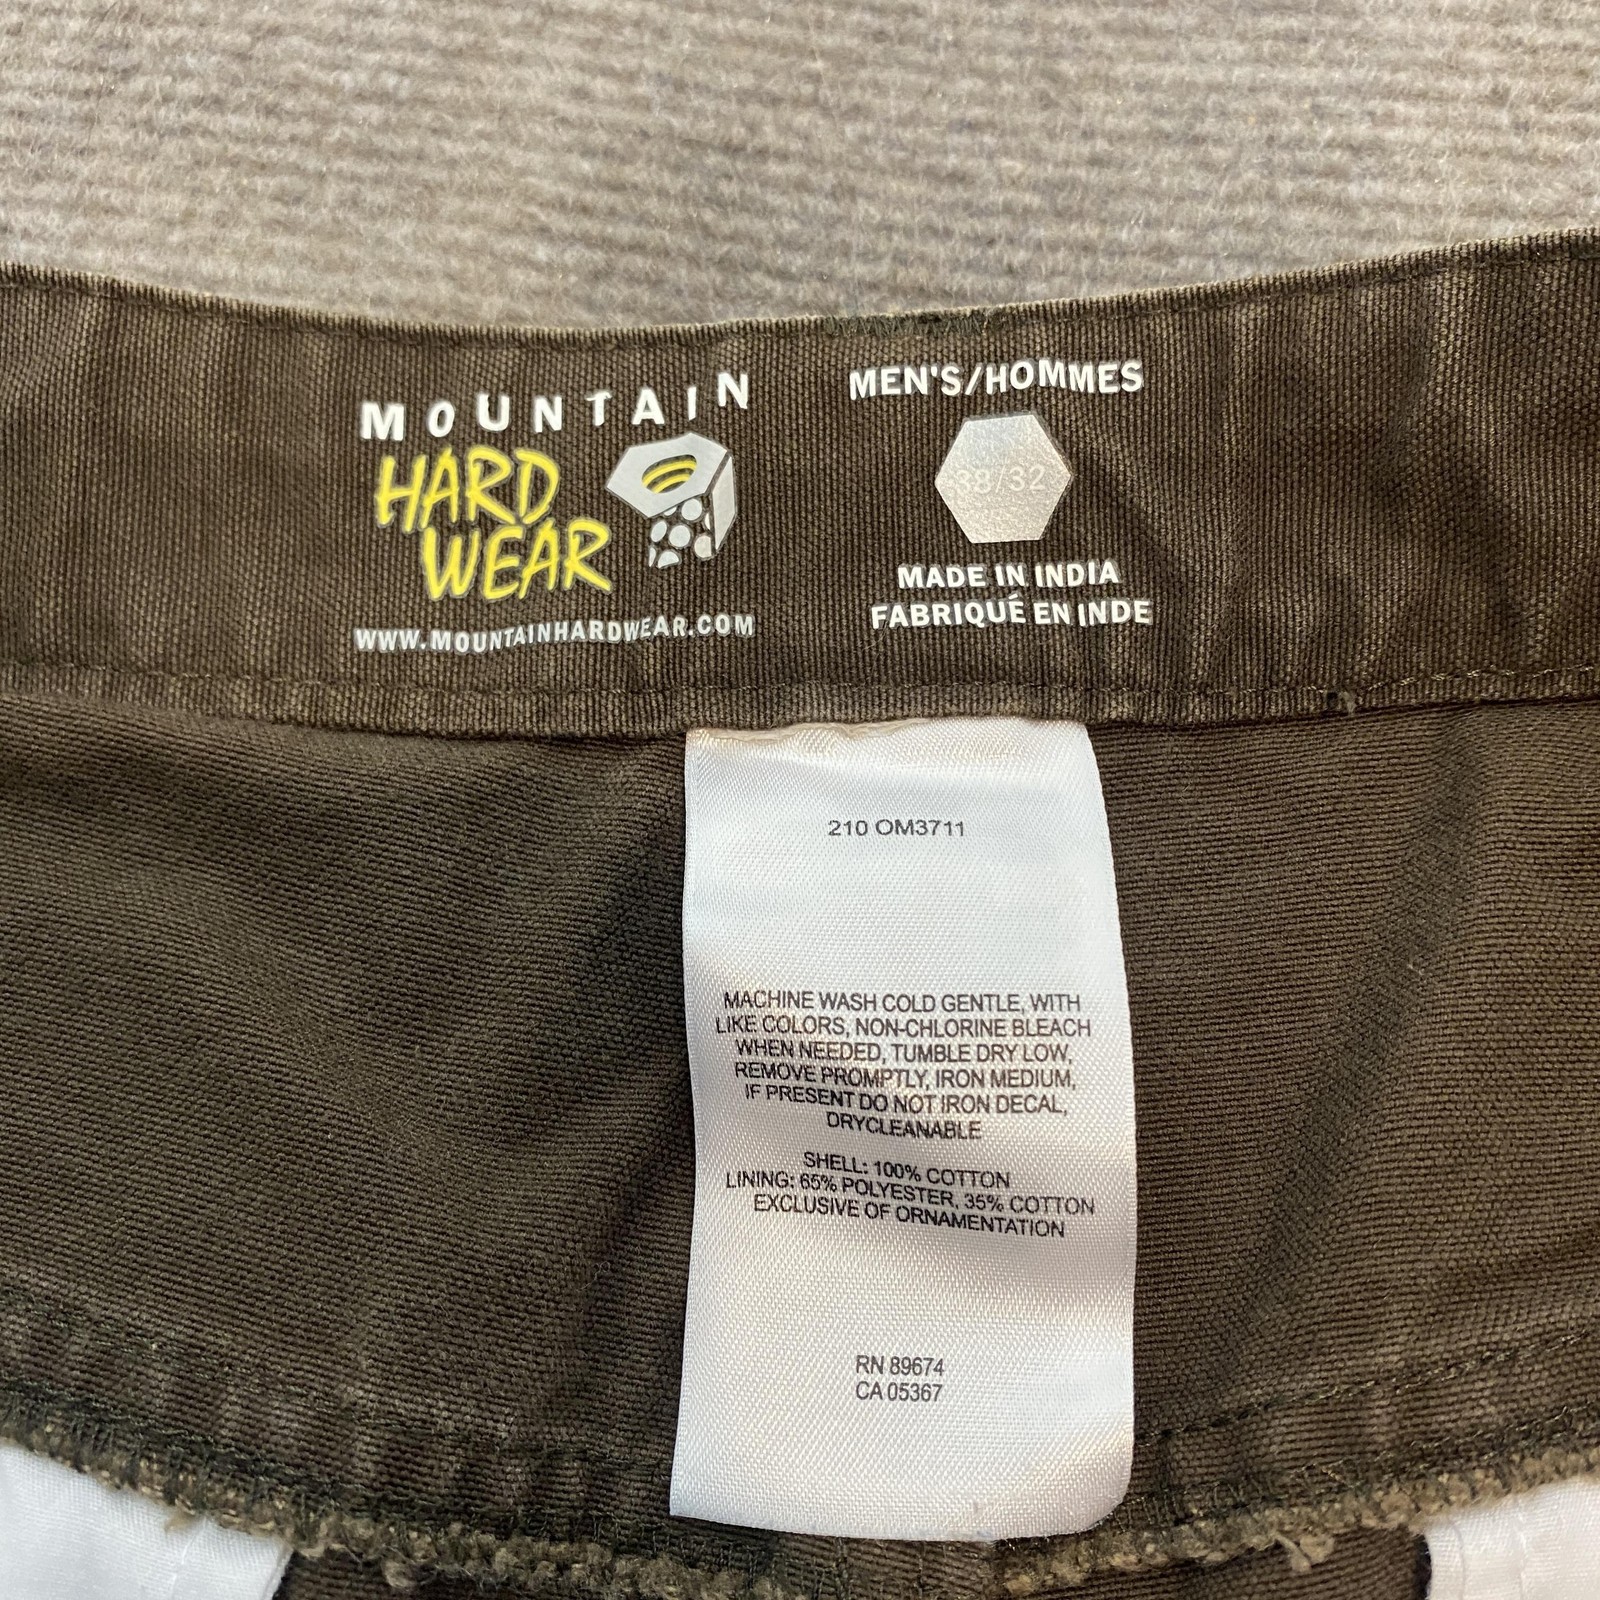 MOUNTAIN
HARD
WEAR
WWW.MOUNTAINHARDWEAR.COM
MEN'S/HOMMES
38/32
MADE IN INDIA
FABRIQUÉ EN INDE
210 OM3711
MACHINE WASH COLD GENTLE, WITH
LIKE COLORS, NON-CHLORINE BLEACH
WHEN NEEDED, TUMBLE DRY LOW,
REMOVE PROMPTLY, IRON MEDIUM,
IF PRESENT DO NOT IRON DECAL,
DRYCLEANABLE
SHELL: 100% COTTON
LINING: 65% POLYESTER, 35% COTTON
EXCLUSIVE OF ORNAMENTATION
RN 89674
CA 05367